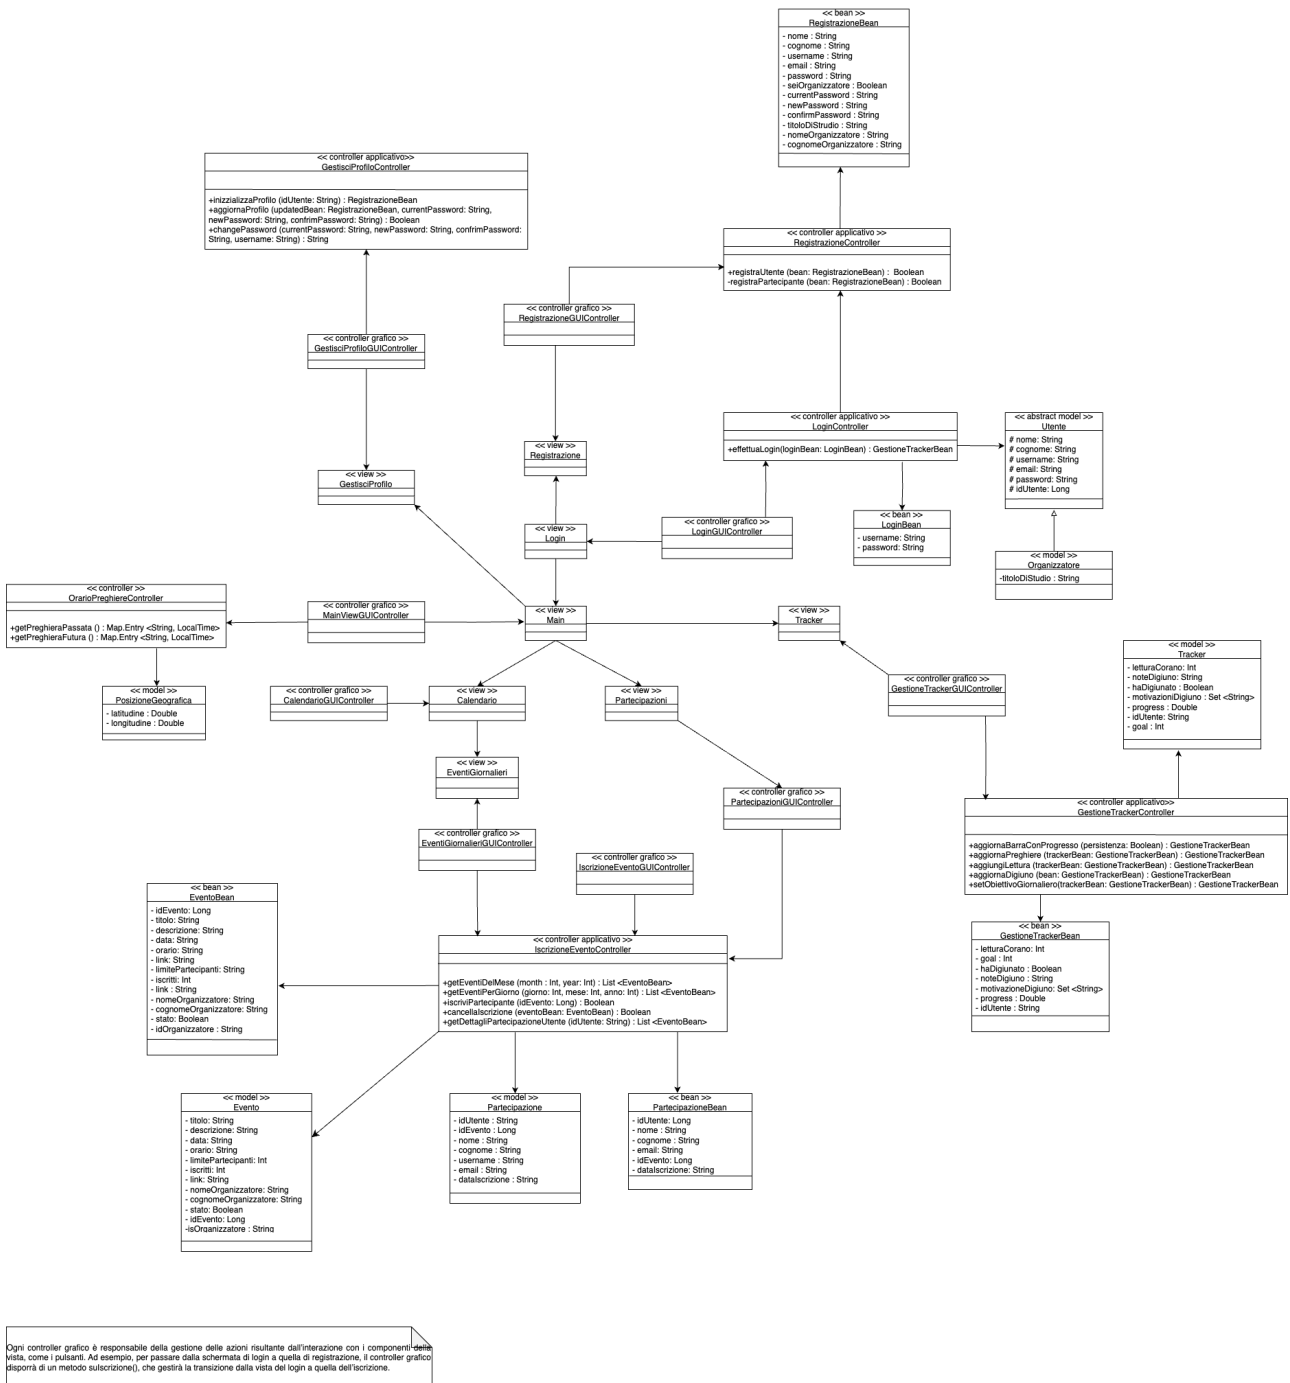 << bean >>
RegistrazioneBean
- nome : String
- cognome : String
- username : String
- email : String
- password : String
- seiOrganizzatore : Boolean
- currentPassword : String
- newPassword : String
- confirmPassword : String
- titoloDiStrudio : String
- nomeOrganizzatore : String
- cognomeOrganizzatore : String
<< controller applicativo>>
GestisciProfiloController
+inizzializzaProfilo (idUtente: String) : RegistrazioneBean
+aggiornaProfilo (updatedBean: RegistrazioneBean, currentPassword: String,
newPassword: String, confrimPassword: String) : Boolean
+changePassword (currentPassword: String, newPassword: String, confrimPassword:
String, username: String) : String
<< controller applicativo >>
RegistrazioneController
+registraUtente (bean: RegistrazioneBean) : Boolean
-registraPartecipante (bean: RegistrazioneBean) : Boolean
<< controller grafico >>
RegistrazioneGUIController
<< controller grafico >>
GestisciProfiloGUIController
<< controller applicativo >>
LoginController
+effettuaLogin(loginBean: LoginBean) : GestioneTrackerBean
<< abstract model >>
Utente
# nome: String
# cognome: String
# username: String
# email: String
# password: String
# idUtente: Long
<< view >>
Registrazione
<< view >>
GestisciProfilo
<< view >>
Login
<< controller grafico >>
LoginGUIController
<< bean >>
LoginBean
- username: String
- password: String
<< model >>
Organizzatore
-titoloDiStudio : String
<< controller >>
OrarioPreghiereController
+getPreghieraPassata () : Map.Entry <String, LocalTime>
+getPreghieraFutura () : Map.Entry <String, LocalTime>
<< controller grafico >>
MainViewGUIController
<< view >>
Main
<< view >>
Tracker
<< model >>
Tracker
- letturaCorano: Int
- noteDigiuno: String
- haDigiunato : Boolean
- motivazioniDigiuno : Set <String>
- progress : Double
- idUtente: String
- goal : Int
<< model >>
PosizioneGeografica
- latitudine : Double
- longitudine : Double
<< controller grafico >>
CalendarioGUIController
<< view >>
Calendario
<< view >>
Partecipazioni
<< controller grafico >>
GestioneTrackerGUIController
<< view >>
EventiGiornalieri
<< controller grafico >>
PartecipazioniGUIController
<< controller applicativo>>
GestioneTrackerController
+aggiornaBarraConProgresso (persistenza: Boolean) : GestioneTrackerBean
+aggiornaPreghiere (trackerBean: GestioneTrackerBean) : GestioneTrackerBean
+aggiungiLettura (trackerBean: GestioneTrackerBean) : GestioneTrackerBean
+aggiornaDigiuno (bean: GestioneTrackerBean) : GestioneTrackerBean
+setObiettivoGiornaliero(trackerBean: GestioneTrackerBean) : GestioneTrackerBean
<< controller grafico >>
EventiGiornalieriGUIController
<< controller grafico >>
IscrizioneEventoGUIController
<< bean >>
EventoBean
- idEvento: Long
- titolo: String
- descrizione: String
- data: String
- orario: String
- link: String
- limitePartecipanti: String
- iscritti: Int
- link : String
- nomeOrganizzatore: String
- cognomeOrganizzatore: String
- stato: Boolean
- idOrganizzatore : String
<< controller applicativo >>
IscrizioneEventoController
+getEventiDelMese (month : Int, year: Int) : List <EventoBean>
+getEventiPerGiorno (giorno: Int, mese: Int, anno: Int) : List <EventoBean>
+iscriviPartecipante (idEvento: Long) : Boolean
+cancellaIscrizione (eventoBean: EventoBean) : Boolean
+getDettagliPartecipazioneUtente (idUtente: String) : List <EventoBean>
<< bean >>
GestioneTrackerBean
- letturaCorano: Int
- goal : Int
- haDigiunato : Boolean
- noteDigiuno : String
- motivazioneDigiuno: Set <String>
- progress : Double
- idUtente : String
<< model >>
Evento
- titolo: String
- descrizione: String
- data: String
- orario: String
- limitePartecipanti: Int
- iscritti: Int
- link: String
- nomeOrganizzatore: String
- cognomeOrganizzatore: String
- stato: Boolean
- idEvento: Long
-isOrganizzatore : String
<< model >>
Partecipazione
- idUtente : String
- idEvento : Long
- nome : String
- cognome : String
- username : String
- email : String
- dataIscrizione : String
<< bean >>
PartecipazioneBean
- idUtente: Long
- nome : String
- cognome : String
- email: String
- idEvento: Long
- dataIscrizione: String
Ogni controller grafico è responsabile della gestione delle azioni risultante dall'interazione con i componenti della
vista, come i pulsanti. Ad esempio, per passare dalla schermata di login a quella di registrazione, il controller grafico
disporrà di un metodo suIscrizione(), che gestirà la transizione dalla vista del login a quella dell'iscrizione.